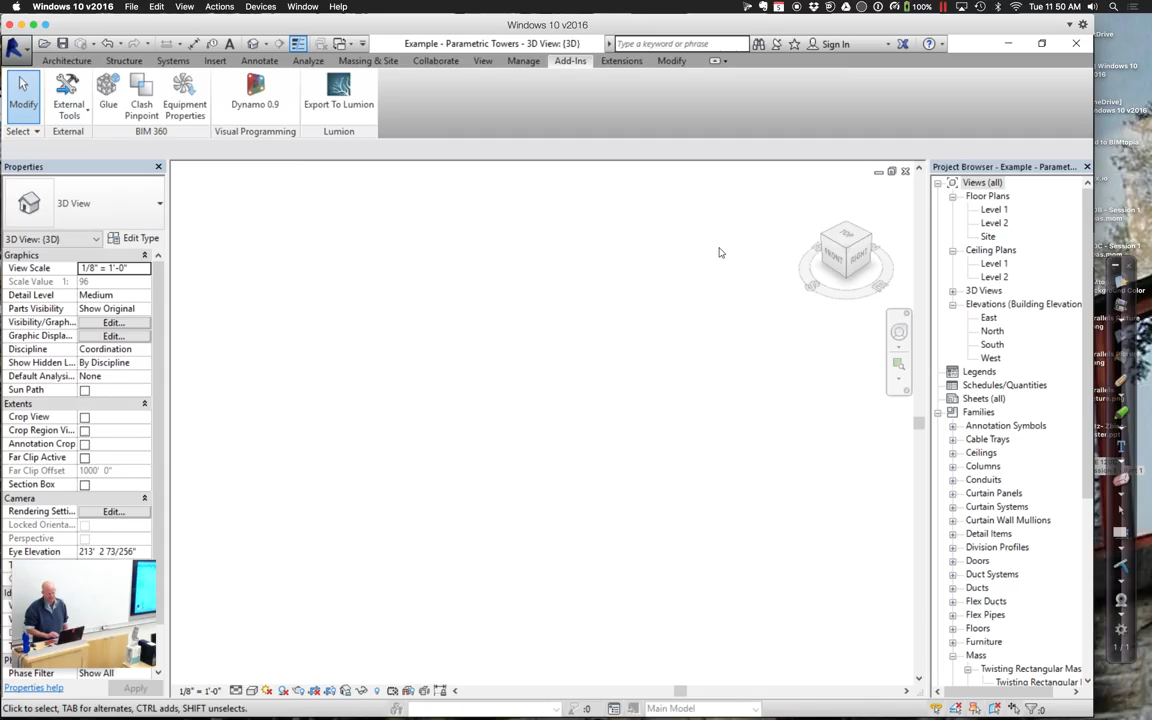 Windows 10 v2016 File Edit View Actions Devices Window Help
100% Tue 11 50 AM
Windows 10 v2016
Example - Parametric Towers - 3D View: {3D}
Type a keyword or phrase
Sign In
Architecture Structure Systems Insert Annotate Analyze Massing & Site Collaborate View Manage Add-Ins Extensions Modify
Modify
External Tools
Glue
Clash Pinpoint
Equipment Properties
Dynamo 0.9
Export To Lumion
Select External BIM 360 Visual Programming Lumion
Properties
3D View
3D View: {3D}
Edit Type
Graphics
View Scale 1/8" = 1'-0"
Scale Value 1: 96
Detail Level Medium
Parts Visibility Show Original
Visibility/Graph... Edit...
Graphic Displa... Edit...
Discipline Coordination
Show Hidden L... By Discipline
Default Analysi... None
Sun Path
Extents
Crop View
Crop Region Vi...
Annotation Crop
Far Clip Active
Far Clip Offset 1000' 0"
Section Box
Camera
Rendering Setti... Edit...
Locked Orienta...
Perspective
Eye Elevation 213' 2 73/256"
Phase Filter Show All
Properties help
Apply
TOP
FRONT
RIGHT
Project Browser - Example - Paramet...
Views (all)
Floor Plans
Level 1
Level 2
Site
Ceiling Plans
Level 1
Level 2
3D Views
Elevations (Building Elevation
East
North
South
West
Legends
Schedules/Quantities
Sheets (all)
Families
Annotation Symbols
Cable Trays
Ceilings
Columns
Conduits
Curtain Panels
Curtain Systems
Curtain Wall Mullions
Detail Items
Division Profiles
Doors
Duct Systems
Ducts
Flex Ducts
Flex Pipes
Floors
Furniture
Mass
Twisting Rectangular Mas
Twisting Rectangular
1/8" = 1'-0"
Click to select, TAB for alternates, CTRL adds, SHIFT unselects.
:0
Main Model
:0
Windows 10
1 / 1